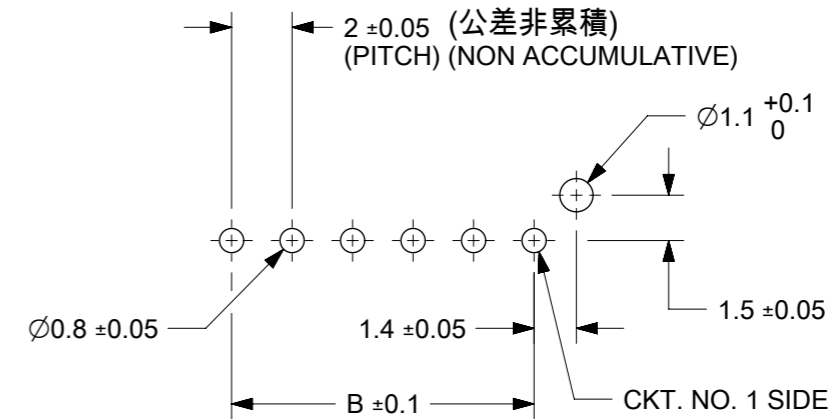 2 ±0.05 (公差非累積)
(PITCH) (NON ACCUMULATIVE)
∅1.1 +0.1
0
∅0.8 ±0.05
1.4 ±0.05
1.5 ±0.05
B ±0.1
CKT. NO. 1 SIDE